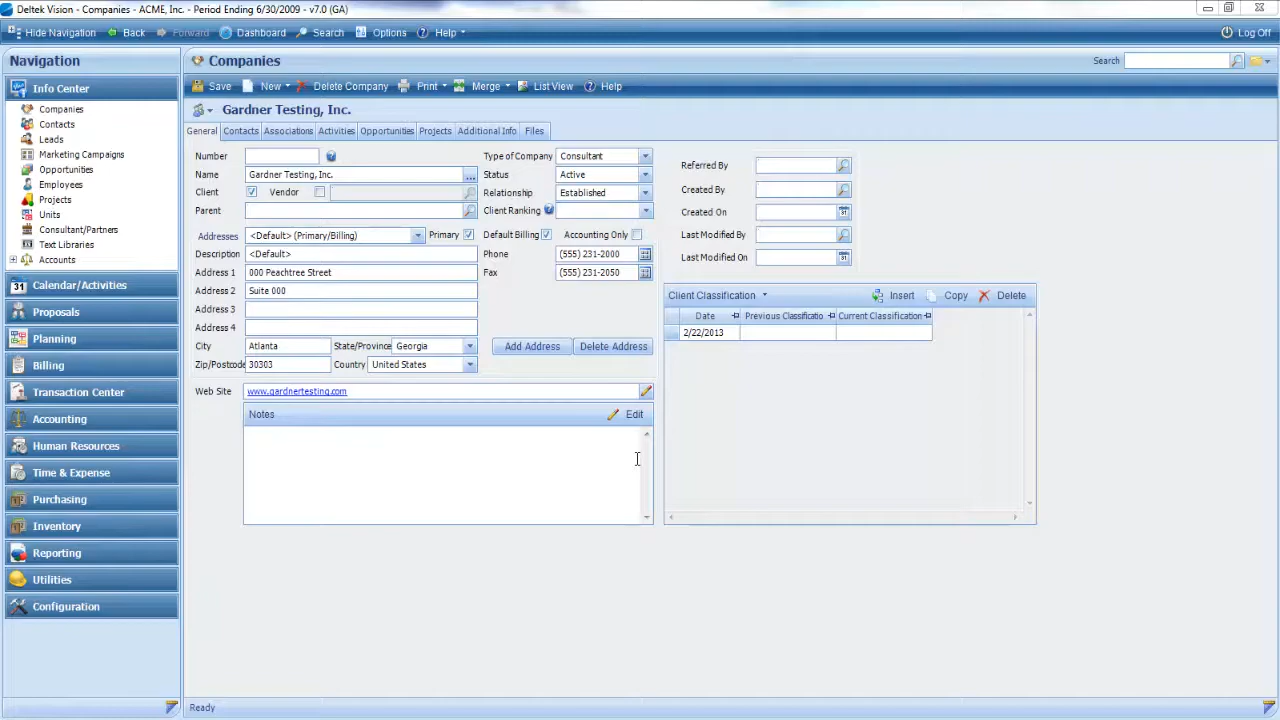 Deltek Vision - Companies - ACME, Inc. - Period Ending 6/30/2009 - v7.0 (GA)
Hide Navigation Back Forward Dashboard Search Options Help Log Off
Navigation
Info Center
Companies
Contacts
Leads
Marketing Campaigns
Opportunities
Employees
Projects
Units
Consultant/Partners
Text Libraries
Accounts
31 Calendar/Activities
Proposals
Planning
Billing
Transaction Center
Accounting
Human Resources
Time & Expense
Purchasing
Inventory
Reporting
Utilities
Configuration
Companies Search
Save New Delete Company Print Merge List View Help
Gardner Testing, Inc.
General Contacts Associations Activities Opportunities Projects Additional Info Files
Number
Name Gardner Testing, Inc. ...
Client Vendor
Parent
Addresses <Default> (Primary/Billing) Primary Default Billing Accounting Only
Description <Default>
Address 1 000 Peachtree Street
Address 2 Suite 000
Address 3
Address 4
City Atlanta State/Province Georgia
Zip/Postcode 30303 Country United States
Type of Company Consultant
Status Active
Relationship Established
Client Ranking
Phone (555) 231-2000
Fax (555) 231-2050
Add Address Delete Address
Web Site www.gardnertesting.com
Notes Edit
Referred By
Created By
Created On 31
Last Modified By
Last Modified On 31
Client Classification Insert Copy Delete
Date Previous Classificatio Current Classification
2/22/2013
Ready